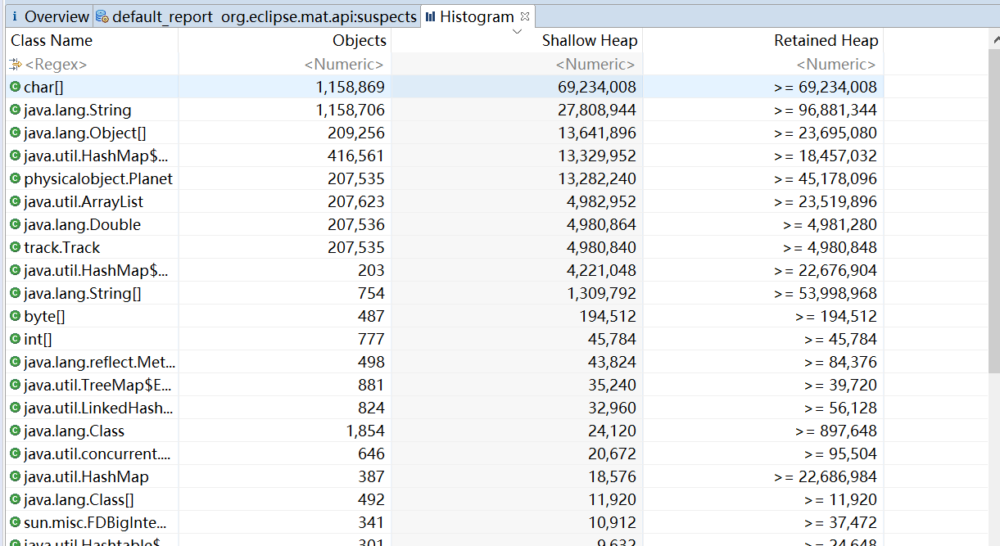 i Overview default_report org.eclipse.mat.api:suspects Histogram
Class Name Objects Shallow Heap Retained Heap
<Regex> <Numeric> <Numeric> <Numeric>
char[] 1,158,869 69,234,008 >= 69,234,008
java.lang.String 1,158,706 27,808,944 >= 96,881,344
java.lang.Object[] 209,256 13,641,896 >= 23,695,080
java.util.HashMap$... 416,561 13,329,952 >= 18,457,032
physicalobject.Planet 207,535 13,282,240 >= 45,178,096
java.util.ArrayList 207,623 4,982,952 >= 23,519,896
java.lang.Double 207,536 4,980,864 >= 4,981,280
track.Track 207,535 4,980,840 >= 4,980,848
java.util.HashMap$... 203 4,221,048 >= 22,676,904
java.lang.String[] 754 1,309,792 >= 53,998,968
byte[] 487 194,512 >= 194,512
int[] 777 45,784 >= 45,784
java.lang.reflect.Met... 498 43,824 >= 84,376
java.util.TreeMap$E... 881 35,240 >= 39,720
java.util.LinkedHash... 824 32,960 >= 56,128
java.lang.Class 1,854 24,120 >= 897,648
java.util.concurrent.... 646 20,672 >= 95,504
java.util.HashMap 387 18,576 >= 22,686,984
java.lang.Class[] 492 11,920 >= 11,920
sun.misc.FDBigInte... 341 10,912 >= 37,472
java.util.Hashtable$... 301 9,632 >= 24,648